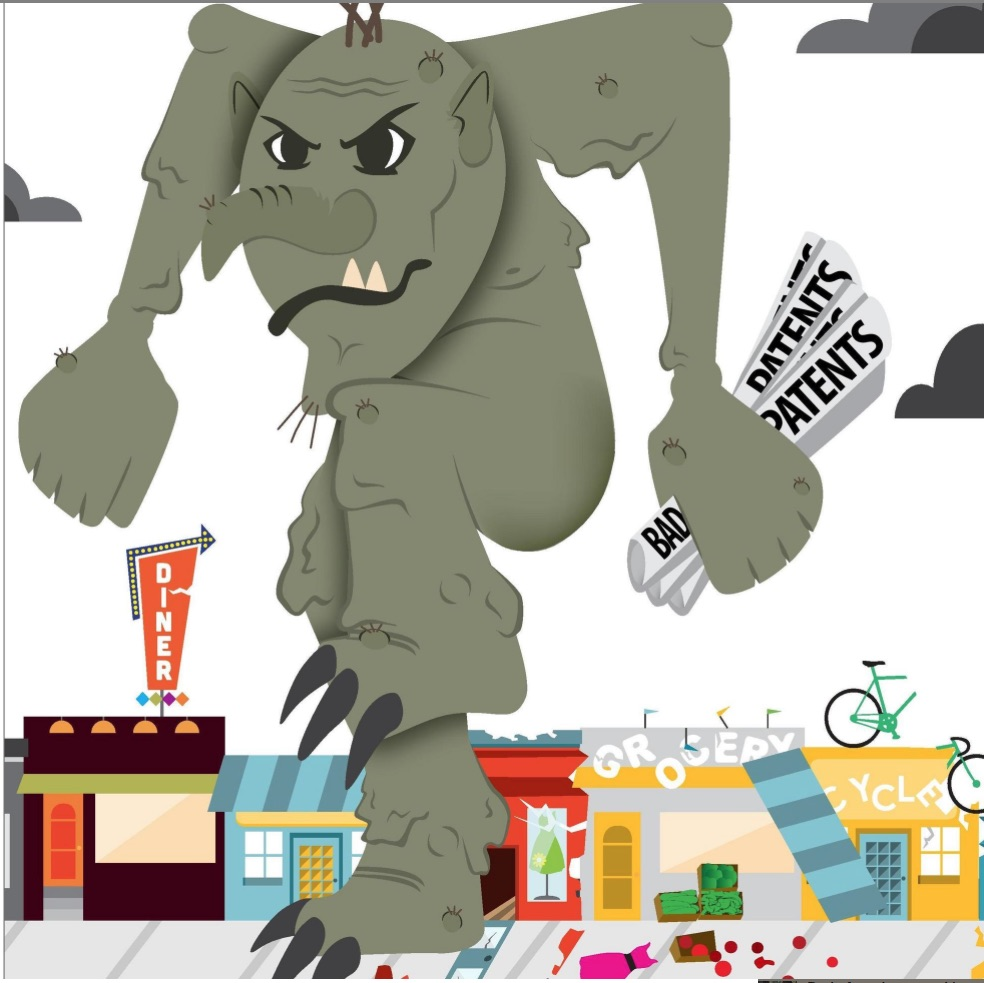 PATENTS
PATENTS
BAD
DINER
GROCERY
CYCLE